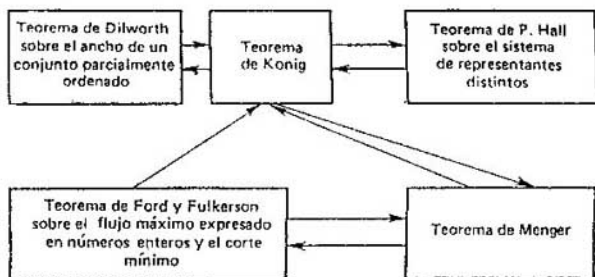 Teorema de Dilworth
sobre el ancho de un
conjunto parcialmente
ordenado
Teorema
de Konig
Teorema de P. Hall
sobre el sistema
de representantes
distintos
Teorema de Ford y Fulkerson
sobre el flujo máximo expresado
en números enteros y el corte
mínimo
Teorema de Menger